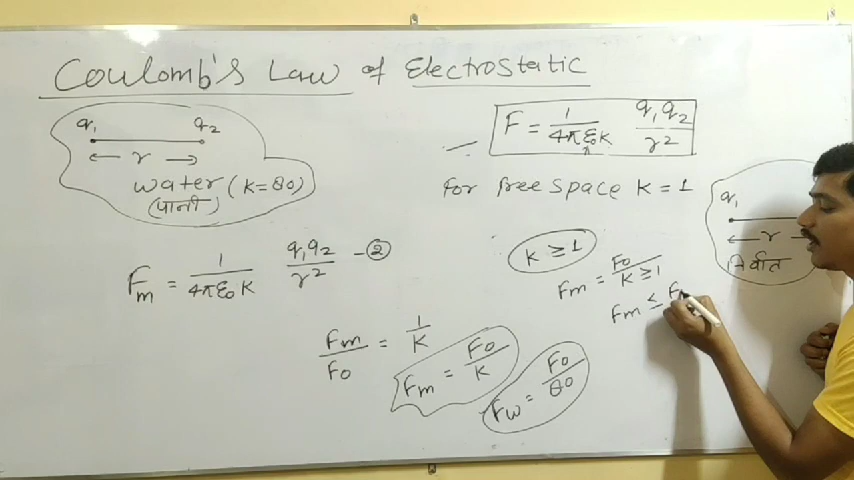 Coulomb's Law of Electrostatic
q₁ q₂
r
water (K=80)
(पानी)
F = 1/4πε₀K q₁q₂/r²
For free space K = 1
q₁
r
निर्वात
Fm = 1/4πε₀K q₁q₂/r² - ②
K ≥ 1
Fm = F₀/K≥1
Fm ≤ F
Fm/F₀ = 1/K
Fm = F₀/K
Fw = F₀/80